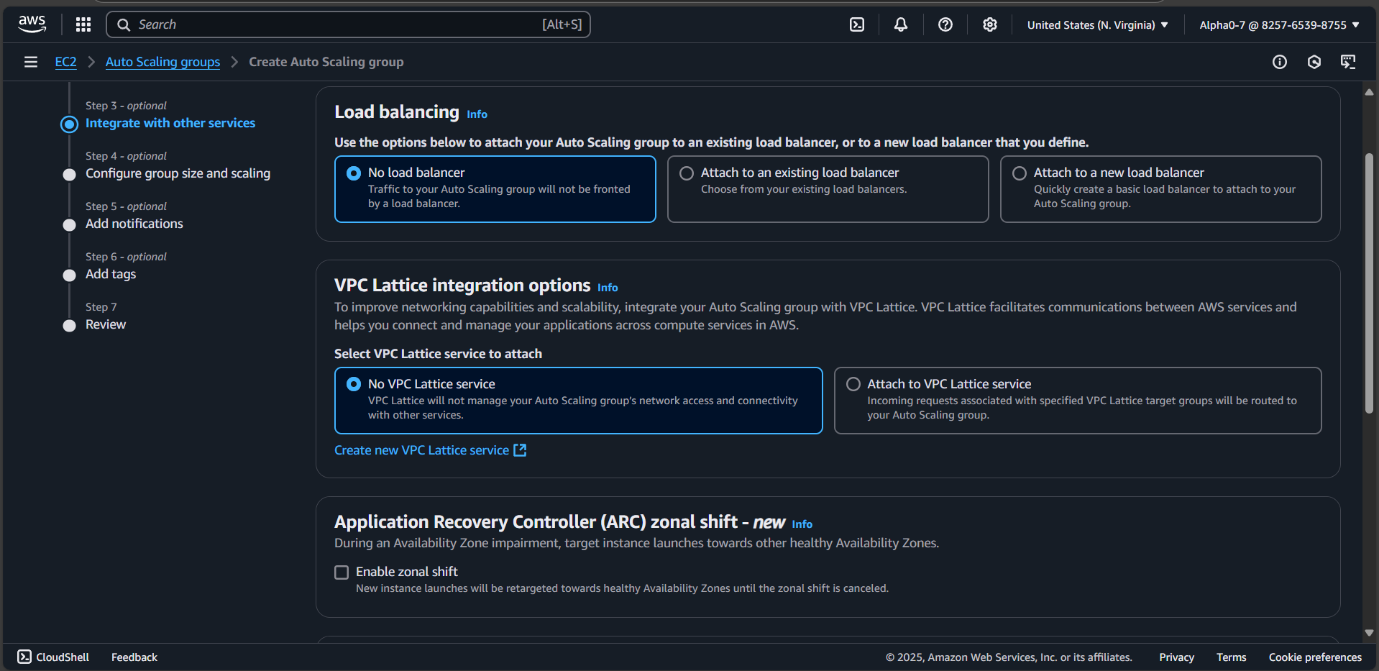 aws
Search
[Alt+S]
United States (N. Virginia)
Alpha0-7 @ 8257-6539-8755
EC2
Auto Scaling groups
Create Auto Scaling group
Step 3 - optional
Integrate with other services
Step 4 - optional
Configure group size and scaling
Step 5 - optional
Add notifications
Step 6 - optional
Add tags
Step 7
Review
Load balancing Info
Use the options below to attach your Auto Scaling group to an existing load balancer, or to a new load balancer that you define.
No load balancer
Traffic to your Auto Scaling group will not be fronted
by a load balancer.
Attach to an existing load balancer
Choose from your existing load balancers.
Attach to a new load balancer
Quickly create a basic load balancer to attach to your
Auto Scaling group.
VPC Lattice integration options Info
To improve networking capabilities and scalability, integrate your Auto Scaling group with VPC Lattice. VPC Lattice facilitates communications between AWS services and
helps you connect and manage your applications across compute services in AWS.
Select VPC Lattice service to attach
No VPC Lattice service
VPC Lattice will not manage your Auto Scaling group's network access and connectivity
with other services.
Attach to VPC Lattice service
Incoming requests associated with specified VPC Lattice target groups will be routed to
your Auto Scaling group.
Create new VPC Lattice service
Application Recovery Controller (ARC) zonal shift - new Info
During an Availability Zone impairment, target instance launches towards other healthy Availability Zones.
Enable zonal shift
New instance launches will be retargeted towards healthy Availability Zones until the zonal shift is canceled.
CloudShell
Feedback
© 2025, Amazon Web Services, Inc. or its affiliates.
Privacy
Terms
Cookie preferences